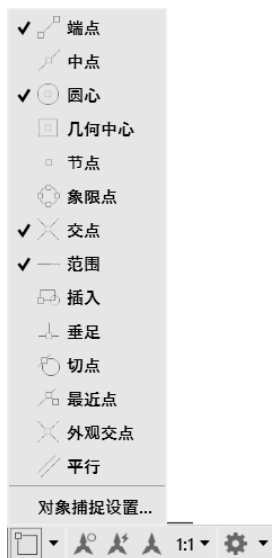 端点
中点
圆心
几何中心
节点
象限点
交点
范围
插入
垂足
切点
最近点
外观交点
平行
对象捕捉设置...
1:1